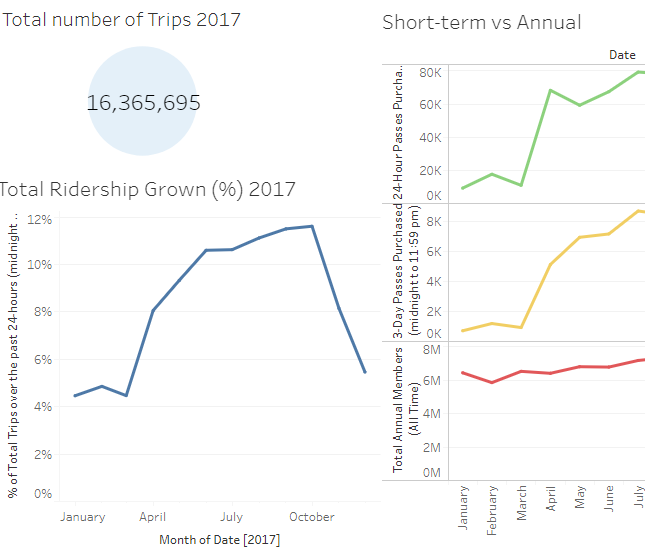 Total number of Trips 2017
16,365,695
Total Ridership Grown (%) 2017
% of Total Trips over the past 24-hours (midnight ..
12%
10%
8%
6%
4%
2%
0%
January April July October
Month of Date [2017]
Short-term vs Annual
Date
24-Hour Passes Purcha..
80K
60K
40K
20K
0K
3-Day Passes Purchased
(midnight to 11:59 pm)
8K
6K
4K
2K
0K
Total Annual Members
(All Time)
8M
6M
4M
2M
0M
January
February
March
April
May
June
July